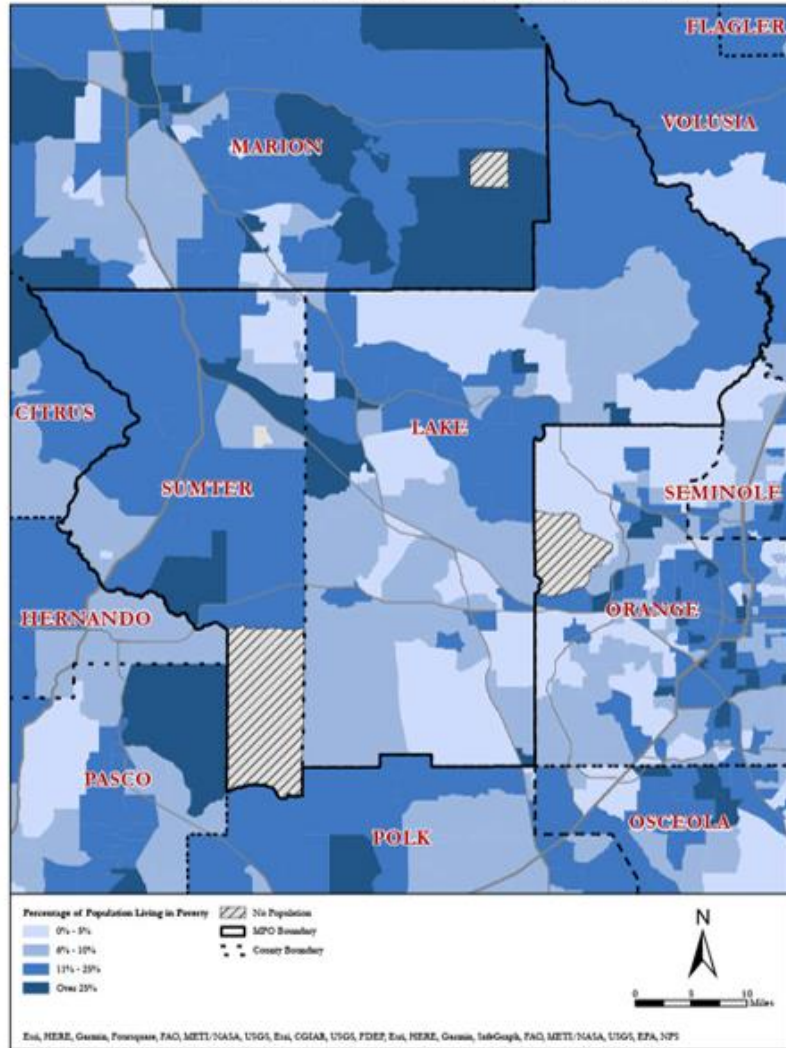 FLAGLER
VOLUSIA
MARION
CITRUS
LAKE
SUMTER
SEMINOLE
HERNANDO
ORANGE
PASCO
OSCEOLA
POLK
Percentage of Population Living in Poverty
0% - 5%
6% - 10%
11% - 25%
Over 25%
No Population
MPO Boundary
County Boundary
N
0 5 10
Miles
Esri, HERE, Garmin, Foursquare, FAO, METI/NASA, USGS, Esri, CGIAR, USGS, FDEP, Esri, HERE, Garmin, SafeGraph, FAO, METI/NASA, USGS, EPA, NPS